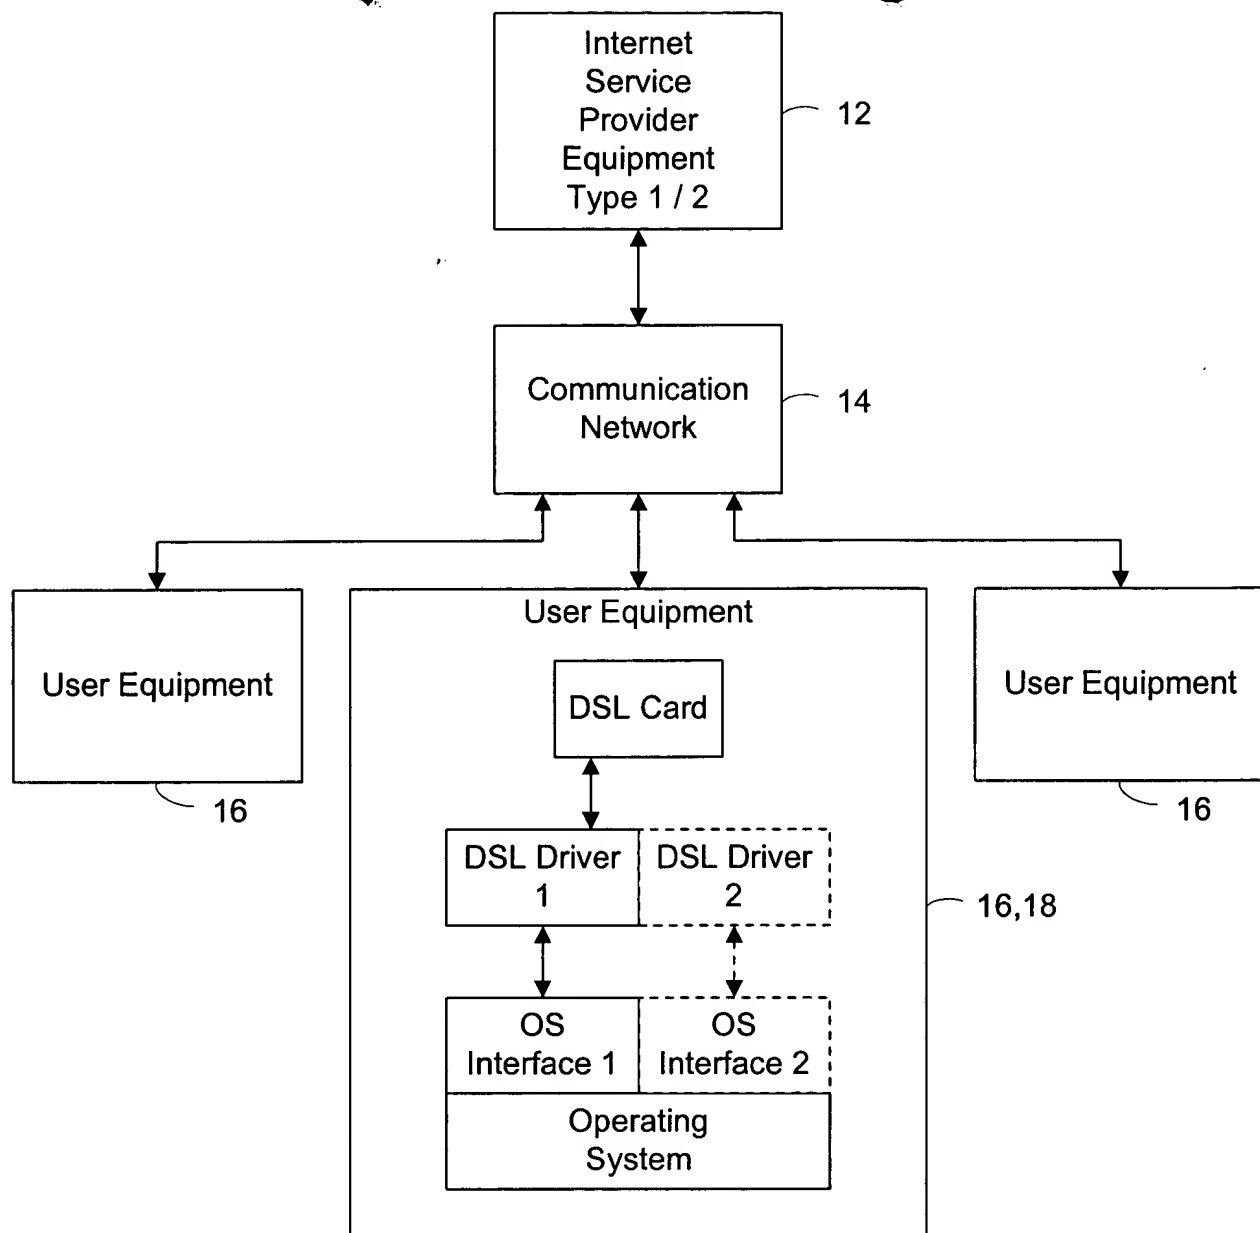 Internet
Service
Provider
Equipment
Type 1 / 2
12
Communication
Network
14
User Equipment
16
User Equipment
DSL Card
DSL Driver
1
DSL Driver
2
OS
Interface 1
OS
Interface 2
Operating
System
16,18
User Equipment
16